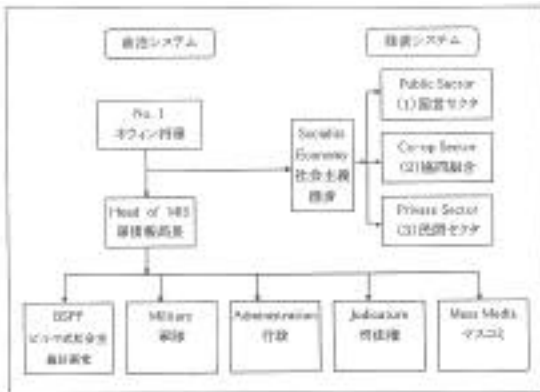 政治システム
経済システム
No. 1
ネウィン将軍
Socialist
Economy
社会主義
経済
Public Sector
(1)国営セクタ
Co-op Sector
(2)協同組合
Private Sector
(3)民間セクタ
Head of MIS
軍情報局長
BSPP
ビルマ式社会主
義計画党
Military
軍隊
Administration
行政
Judicature
司法権
Mass Media
マスコミ